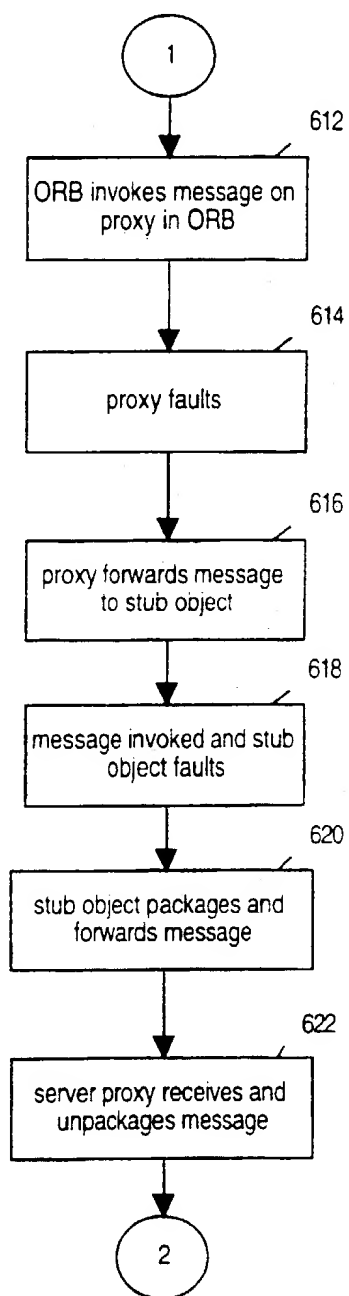 1
612
ORB invokes message on
proxy in ORB
614
proxy faults
616
proxy forwards message
to stub object
618
message invoked and stub
object faults
620
stub object packages and
forwards message
622
server proxy receives and
unpackages message
2